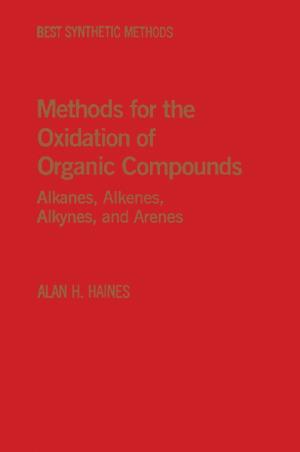 BEST SYNTHETIC METHODS
Methods for the
Oxidation of
Organic Compounds
Alkanes, Alkenes,
Alkynes, and Arenes
ALAN H. HAINES